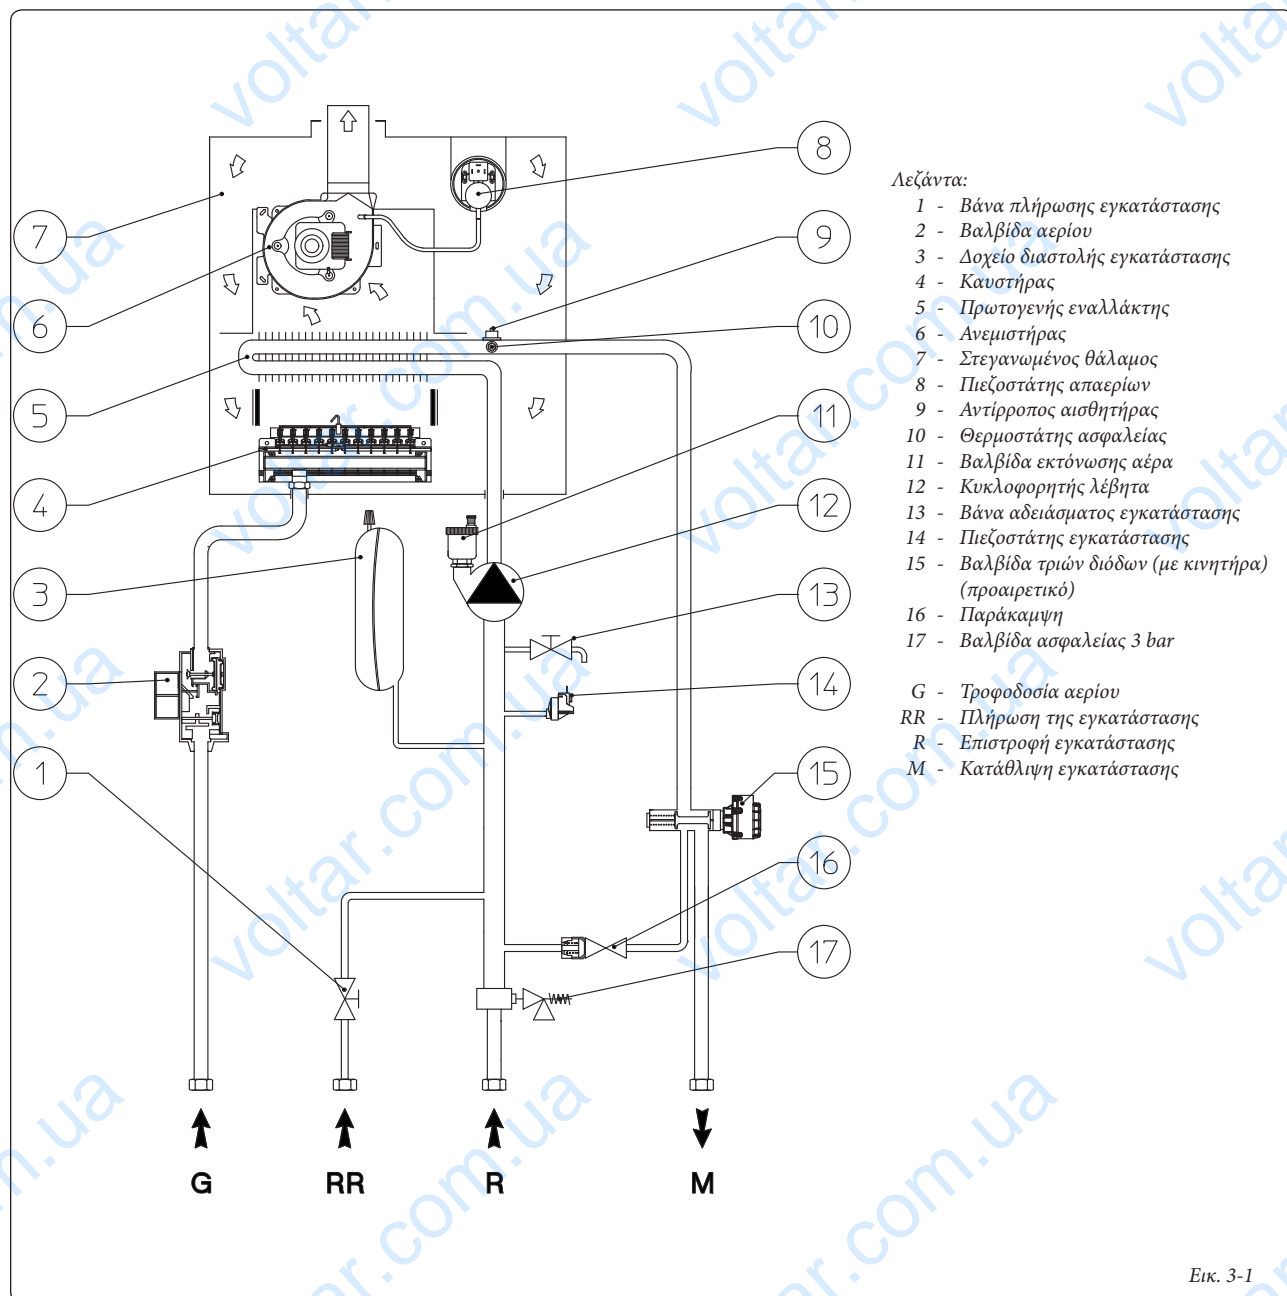 Λεζάντα:
1 - Βάνα πλήρωσης εγκατάστασης
2 - Βαλβίδα αερίου
3 - Δοχείο διαστολής εγκατάστασης
4 - Καυστήρας
5 - Πρωτογενής εναλλάκτης
6 - Ανεμιστήρας
7 - Στεγανωμένος θάλαμος
8 - Πιεζοστάτης απαερίων
9 - Αντίρροπος αισθητήρας
10 - Θερμοστάτης ασφαλείας
11 - Βαλβίδα εκτόνωσης αέρα
12 - Κυκλοφορητής λέβητα
13 - Βάνα αδειάσματος εγκατάστασης
14 - Πιεζοστάτης εγκατάστασης
15 - Βαλβίδα τριών διόδων (με κινητήρα)
(προαιρετικό)
16 - Παράκαμψη
17 - Βαλβίδα ασφαλείας 3 bar
G - Τροφοδοσία αερίου
RR - Πλήρωση της εγκατάστασης
R - Επιστροφή εγκατάστασης
M - Κατάθλιψη εγκατάστασης
7
6
5
4
3
2
1
8
9
10
11
12
13
14
15
16
17
G RR R M
Εικ. 3-1
voltar.com.ua